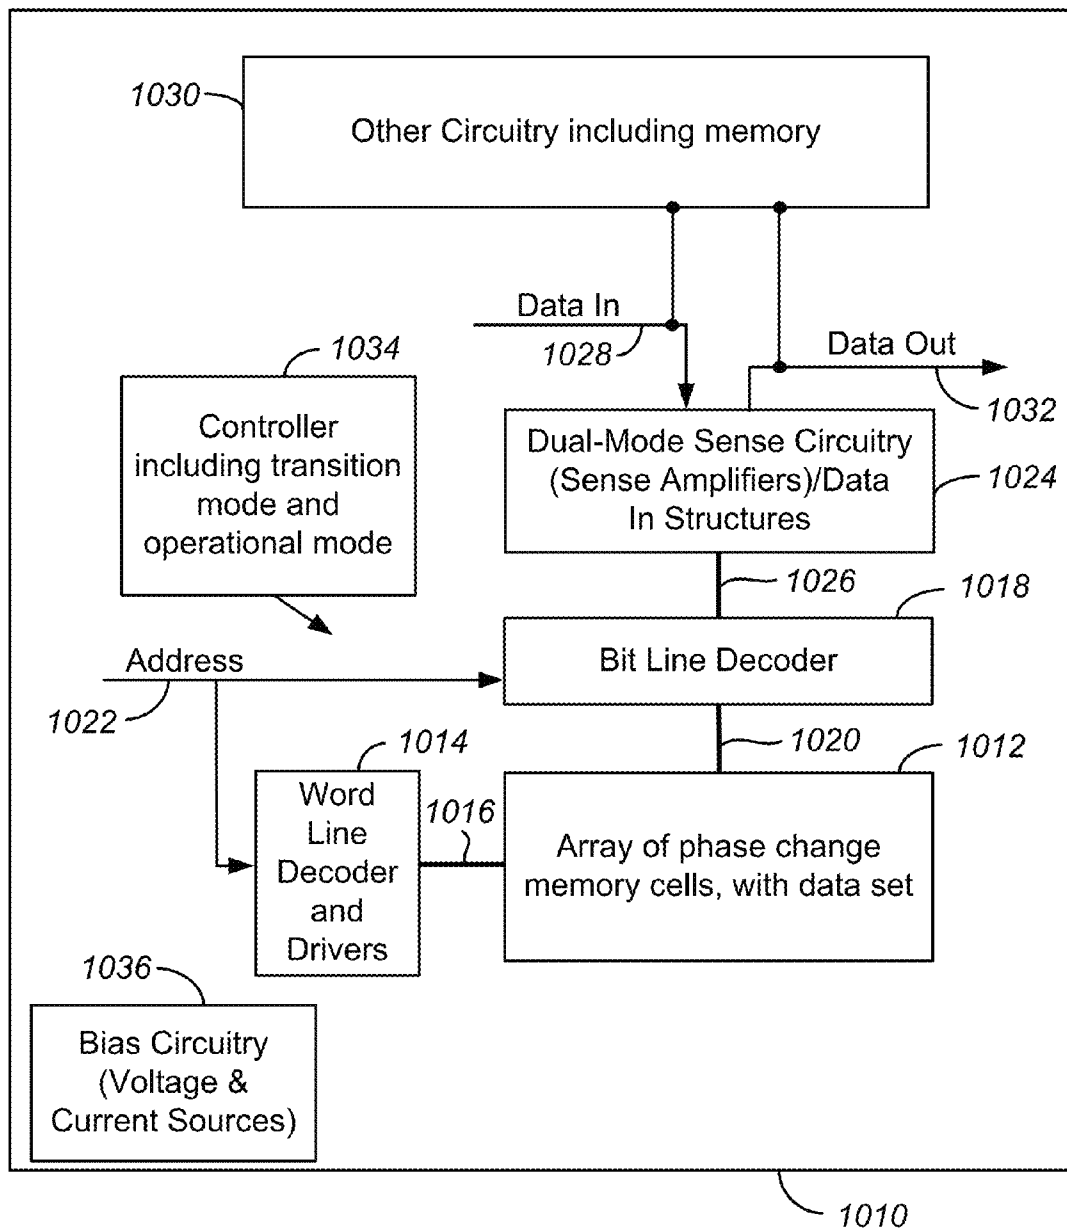 1030
Other Circuitry including memory
Data In
1028
1034
Data Out
1032
Controller
including transition
mode and
operational mode
Dual-Mode Sense Circuitry
(Sense Amplifiers)/Data
In Structures
1024
1026
1018
Address
Bit Line Decoder
1022
1014
1020
1012
Word
Line
Decoder
and
Drivers
1016
Array of phase change
memory cells, with data set
1036
Bias Circuitry
(Voltage &
Current Sources)
1010